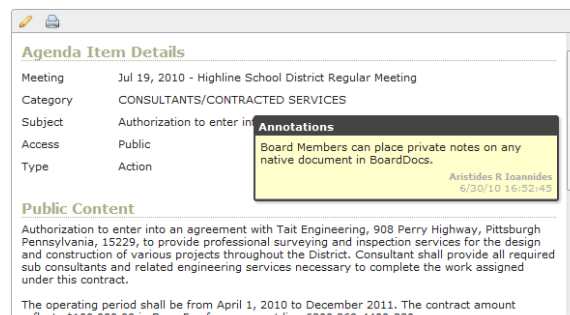 Agenda Item Details
Meeting Jul 19, 2010 - Highline School District Regular Meeting
Category CONSULTANTS/CONTRACTED SERVICES
Subject Authorization to enter
Annotations
Board Members can place private notes on any
native document in BoardDocs.
Aristides R Ioannides
6/30/10 16:52:45
Access Public
Type Action
Public Content
Authorization to enter into an agreement with Tait Engineering, 908 Perry Highway, Pittsburgh
Pennsylvania, 15229, to provide professional surveying and inspection services for the design
and construction of various projects throughout the District. Consultant shall provide all required
sub consultants and related engineering services necessary to complete the work assigned
under this contract.
The operating period shall be from April 1, 2010 to December 2011. The contract amount